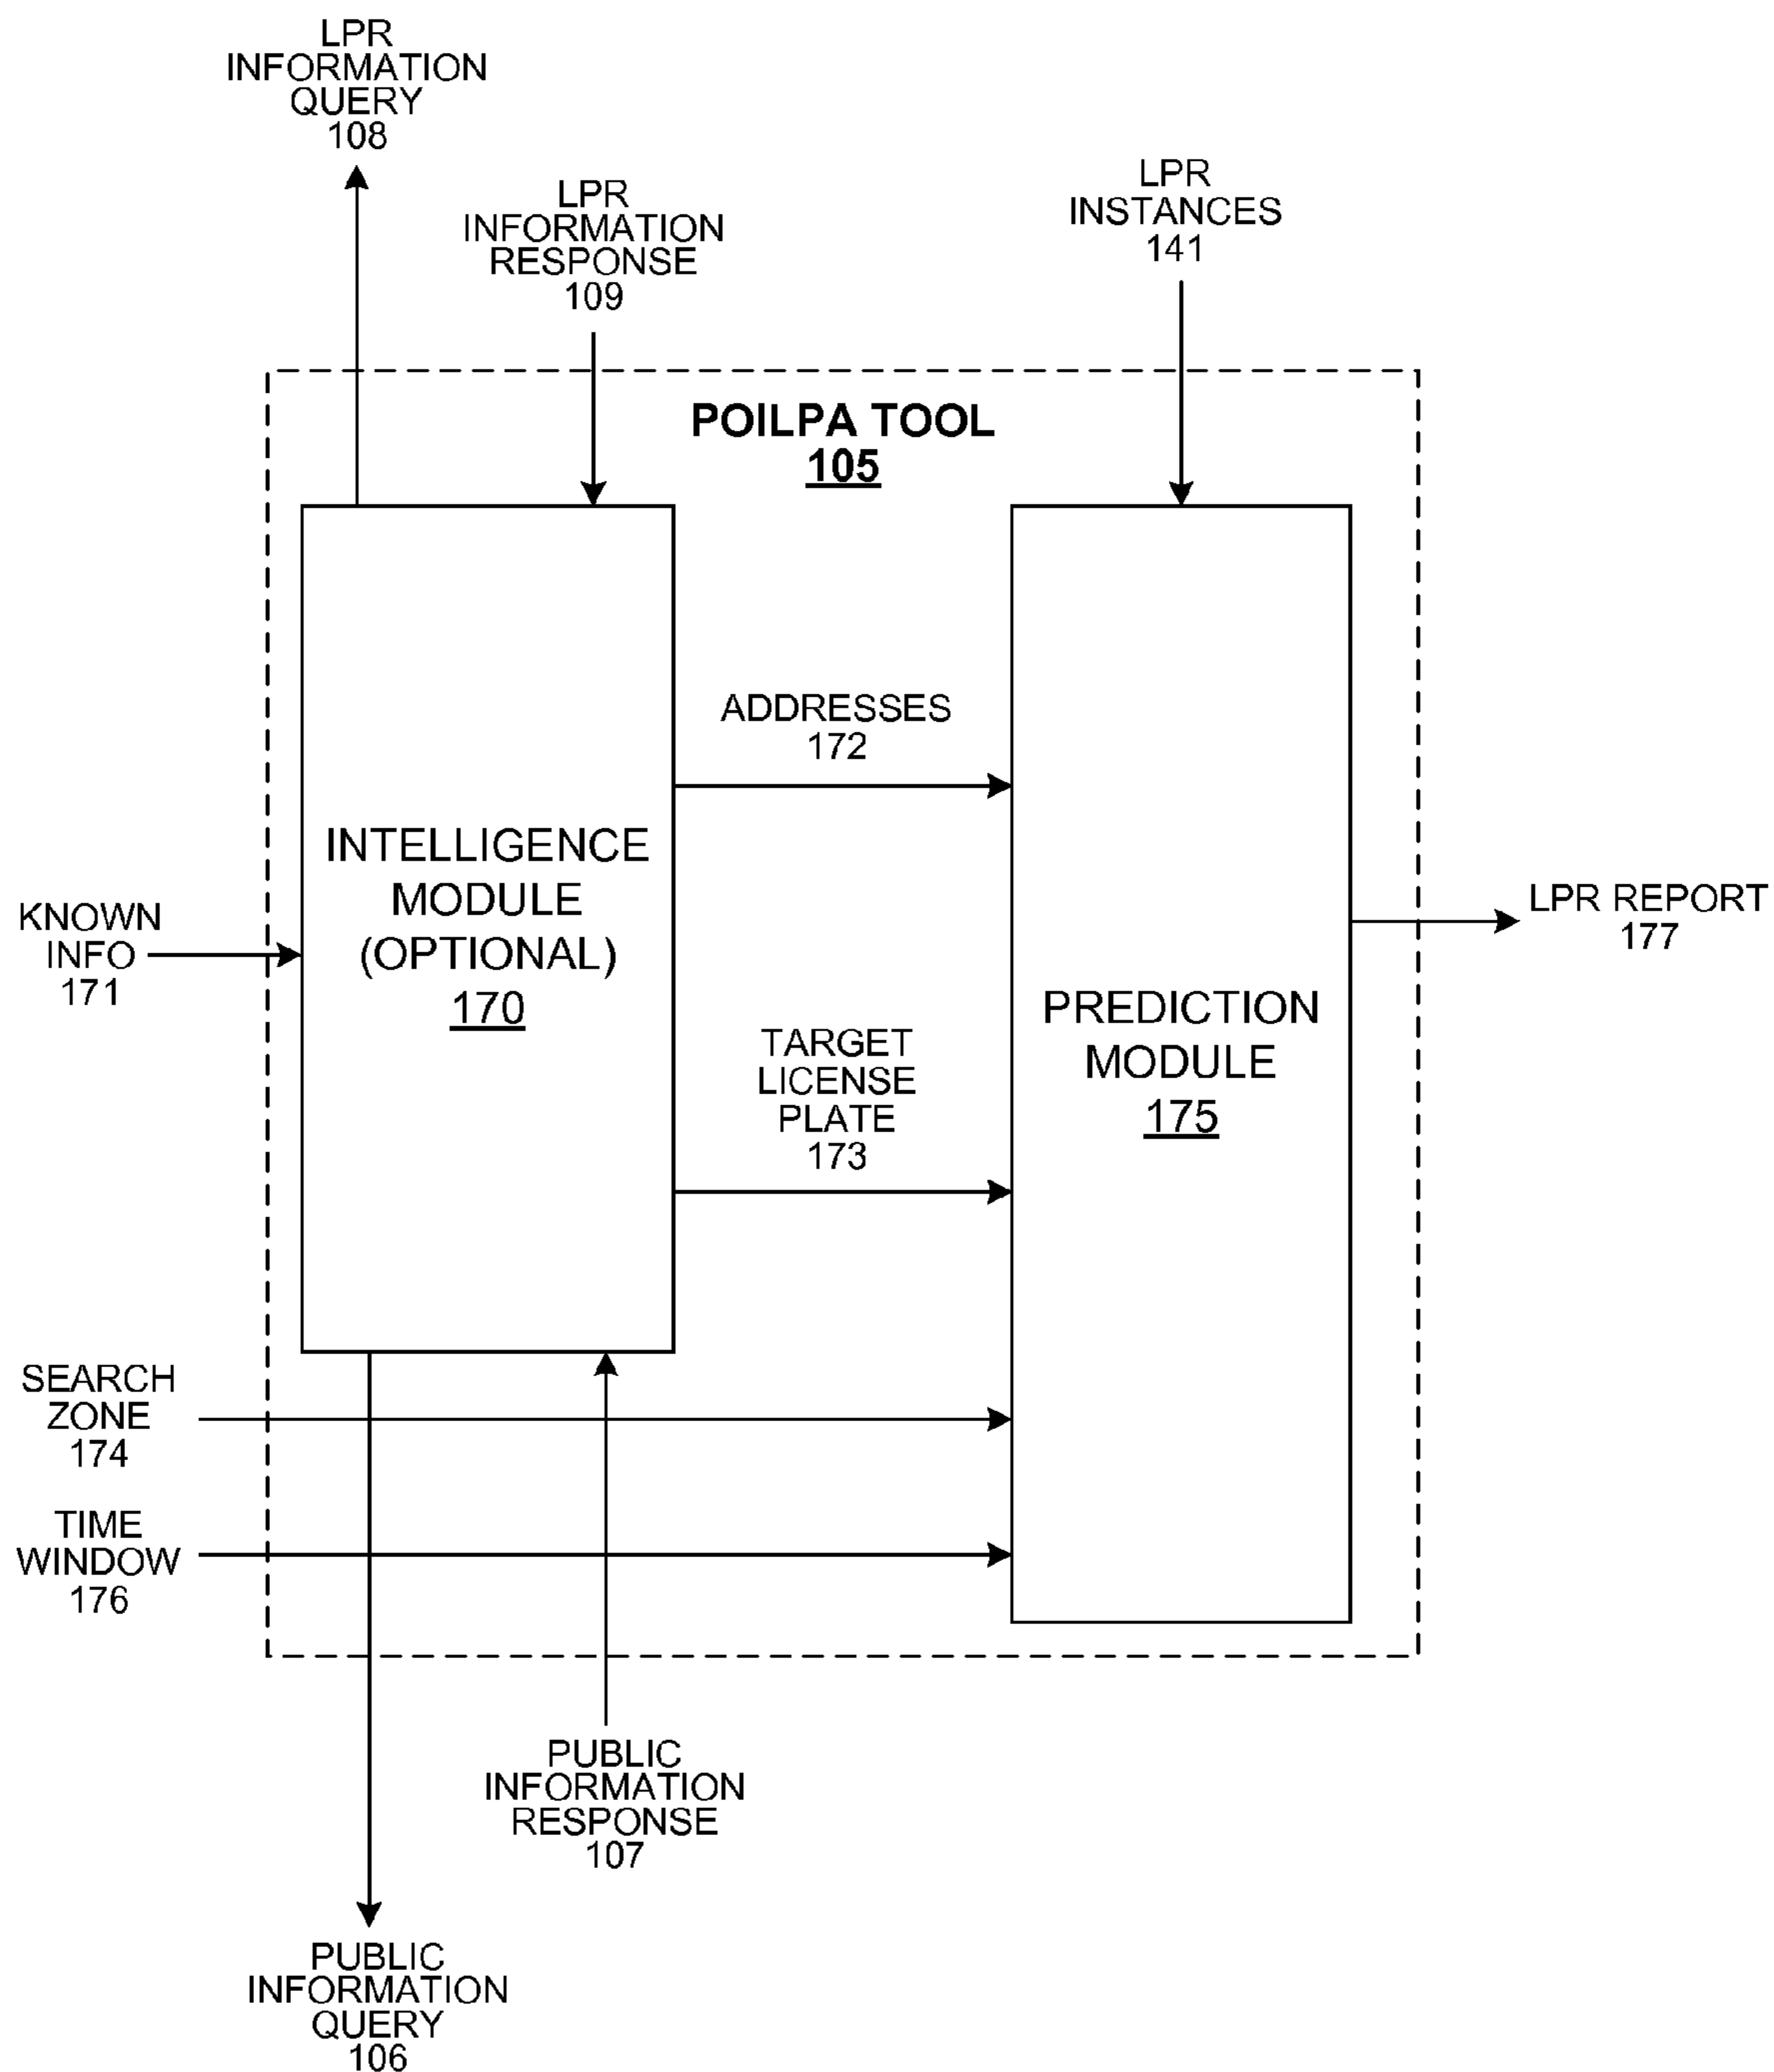 LPR
INFORMATION
QUERY
108
LPR
INFORMATION
RESPONSE
109
LPR
INSTANCES
141
POILPA TOOL
105
ADDRESSES
172
INTELLIGENCE
MODULE
(OPTIONAL)
170
KNOWN
INFO
171
LPR REPORT
177
PREDICTION
MODULE
175
TARGET
LICENSE
PLATE
173
SEARCH
ZONE
174
TIME
WINDOW
176
PUBLIC
INFORMATION
RESPONSE
107
PUBLIC
INFORMATION
QUERY
106